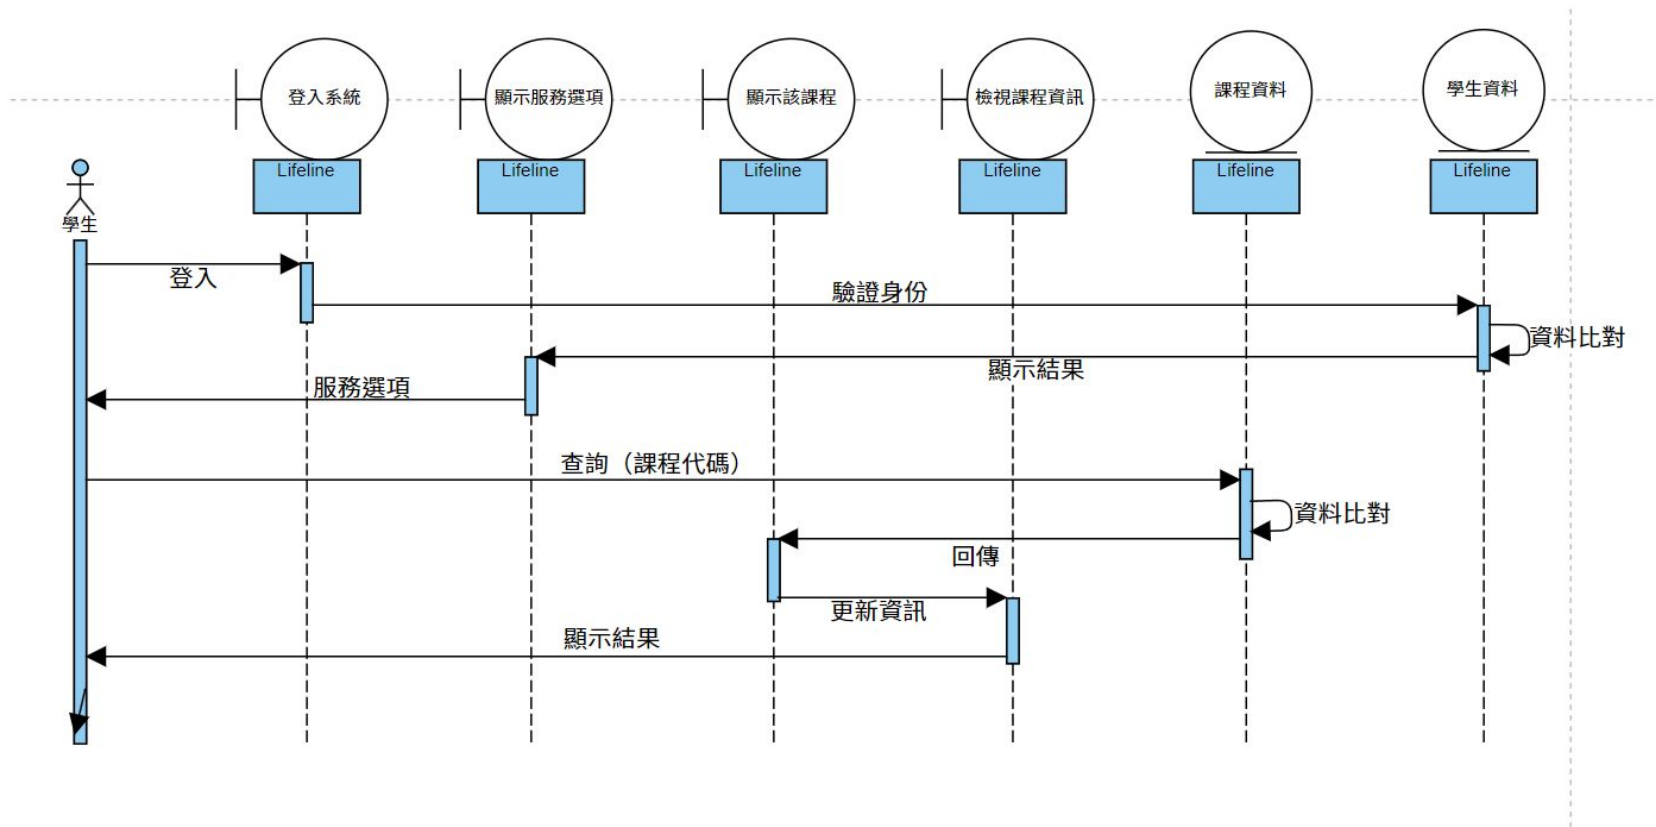 登入系統
顯示服務選項
顯示該課程
檢視課程資訊
課程資料
學生資料
Lifeline
Lifeline
Lifeline
Lifeline
Lifeline
Lifeline
學生
登入
驗證身份
資料比對
顯示結果
服務選項
查詢（課程代碼）
資料比對
回傳
更新資訊
顯示結果